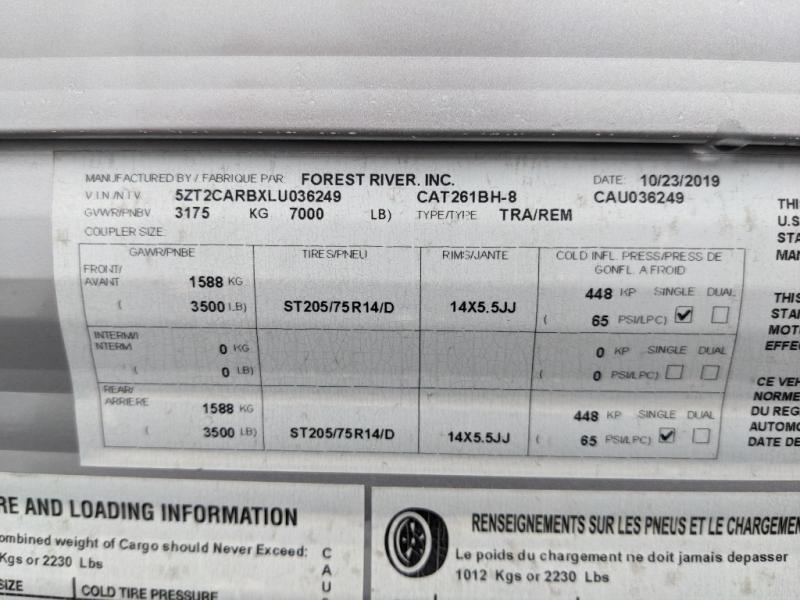 MANUFACTURED BY / FABRIQUE PAR: FOREST RIVER. INC. DATE: 10/23/2019
V.I.N./N.I.V. 5ZT2CARBXLU036249 CAT261BH-8 CAU036249
GVWR/PNBV 3175 KG 7000 LB) TYPE/TYPE TRA/REM
COUPLER SIZE:
GAWR/PNBE TIRES/PNEU RIMS/JANTE COLD INFL. PRESS/PRESS DE
GONFL. A FROID
FRONT/
AVANT 1588 KG 448 KP SINGLE DUAL
( 3500 LB) ST205/75R14/D 14X5.5JJ ( 65 PSI/LPC)
INTERM/I
NTERM 0 KG 0 KP SINGLE DUAL
( 0 LB) ( 0 PSI/LPC)
REAR/
ARRIERE 1588 KG 448 KP SINGLE DUAL
( 3500 LB) ST205/75R14/D 14X5.5JJ ( 65 PSI/LPC)
THI
U.S
STA
MAN
THIS
STAN
MOT
EFFE
CE VEH
NORME
DU REG
AUTOMO
DATE DE
RE AND LOADING INFORMATION
ombined weight of Cargo should Never Exceed:
Kgs or 2230 Lbs
SIZE COLD TIRE PRESSURE
C
A
U
RENSEIGNEMENTS SUR LES PNEUS ET LE CHARGEMEN
Le poids du chargement ne doit jamais depasser
1012 Kgs or 2230 Lbs